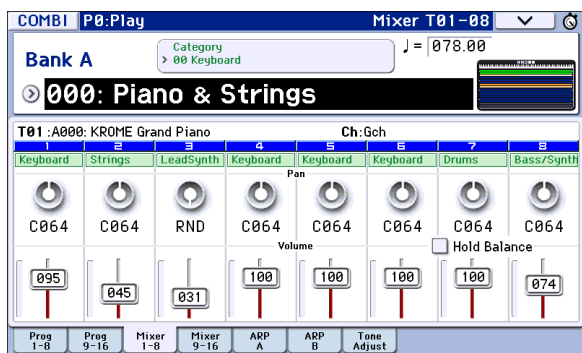 COMBI P0:Play Mixer T01-08
Bank A
Category
00 Keyboard
♩= 078.00
KROME
000: Piano & Strings
T01 :A000: KROME Grand Piano Ch:Gch
1 2 3 4 5 6 7 8
Keyboard Strings LeadSynth Keyboard Keyboard Keyboard Drums Bass/Synth
Pan
C064 C064 RND C064 C064 C064 C064 C064
Volume
Hold Balance
095 045 031 100 100 100 100 074
Prog 1-8 Prog 9-16 Mixer 1-8 Mixer 9-16 ARP A ARP B Tone Adjust